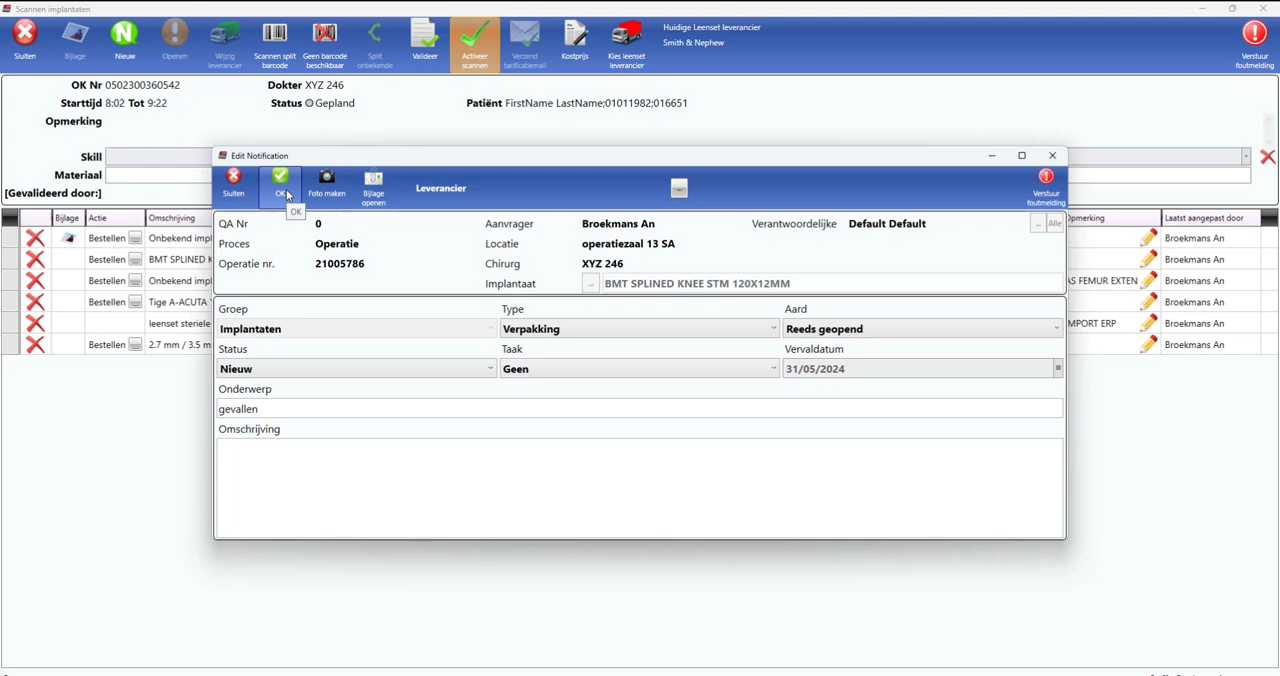 Scannen implantaten
Sluiten
Bijlage
Nieuw
Openen
Wijzig leverancier
Scannen split barcode
Geen barcode beschikbaar
Split onbekende
Valideer
Activeer scannen
Verzend tarificatiemail
Kostprijs
Kies leenset leverancier
Huidige Leenset leverancier
Smith & Nephew
Verstuur foutmelding
OK Nr 0502300360542 Dokter XYZ 246
Starttijd 8:02 Tot 9:22 Status Gepland Patiënt FirstName LastName;01011982;016651
Opmerking
Skill
Materiaal
[Gevalideerd door:]
Bijlage Actie Omschrijving Opmerking Laatst aangepast door
Bestellen Onbekend impl Broekmans An
Bestellen BMT SPLINED K Broekmans An
Bestellen Onbekend impl AS FEMUR EXTEN Broekmans An
Bestellen Tige A-ACUTA Broekmans An
leenset steriele IMPORT ERP Broekmans An
Bestellen 2.7 mm / 3.5 m Broekmans An
Edit Notification
Sluiten
OK
Foto maken
Bijlage openen
Leverancier
...
Verstuur foutmelding
OK
QA Nr 0 Aanvrager Broekmans An Verantwoordelijke Default Default ... Alle
Proces Operatie Locatie operatiezaal 13 SA
Operatie nr. 21005786 Chirurg XYZ 246
Implantaat ... BMT SPLINED KNEE STM 120X12MM
Groep Type Aard
Implantaten Verpakking Reeds geopend
Status Taak Vervaldatum
Nieuw Geen 31/05/2024
Onderwerp
gevallen
Omschrijving